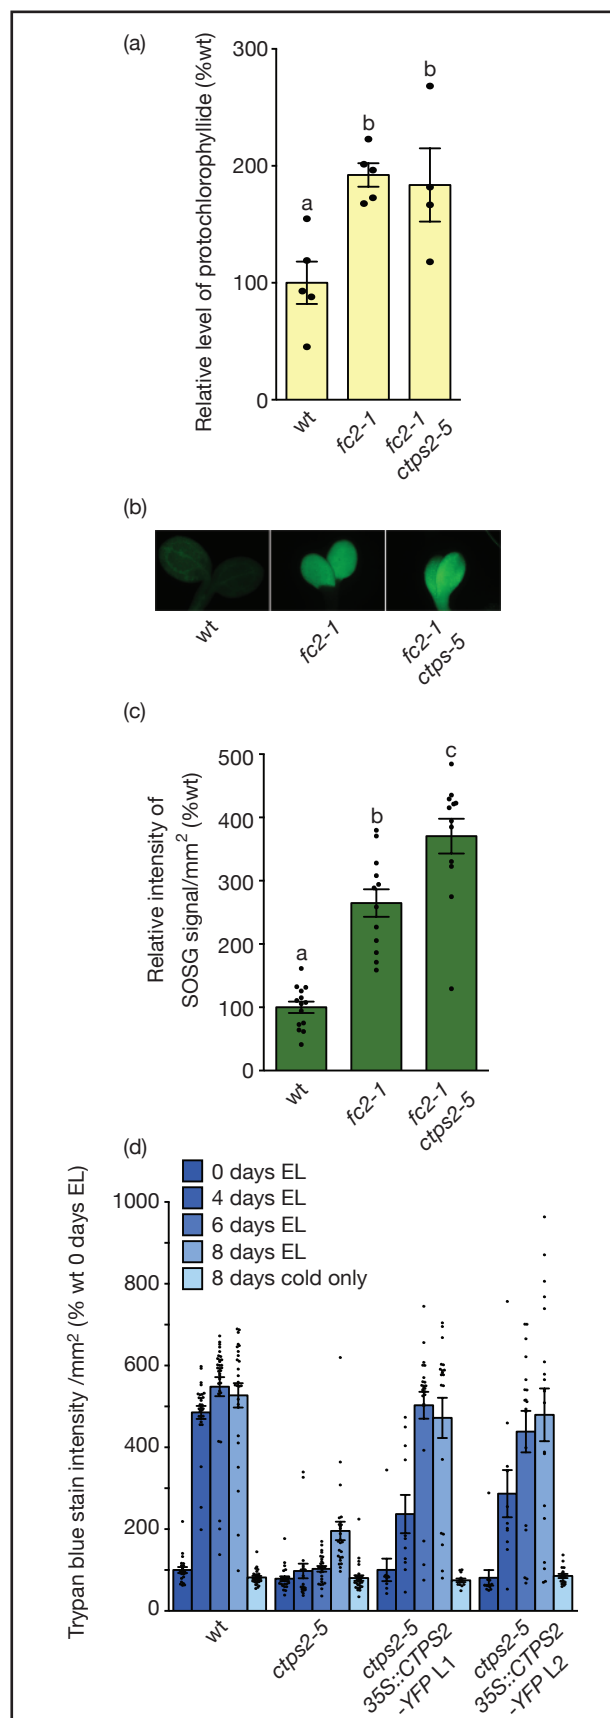 (a)
Relative level of protochlorophyllide (%wt)
300
200
100
0
a
b
b
wt
fc2-1
fc2-1
ctps2-5
(b)
wt
fc2-1
fc2-1
ctps-5
(c)
Relative intensity of
SOSG signal/mm² (%wt)
500
400
300
200
100
0
a
b
c
wt
fc2-1
fc2-1
ctps2-5
(d)
Trypan blue stain intensity /mm² (% wt 0 days EL)
0 days EL
4 days EL
6 days EL
8 days EL
8 days cold only
1000
800
600
400
200
0
wt
ctps2-5
ctps2-5
35S::CTPS2
-YFP L1
ctps2-5
35S::CTPS2
-YFP L2